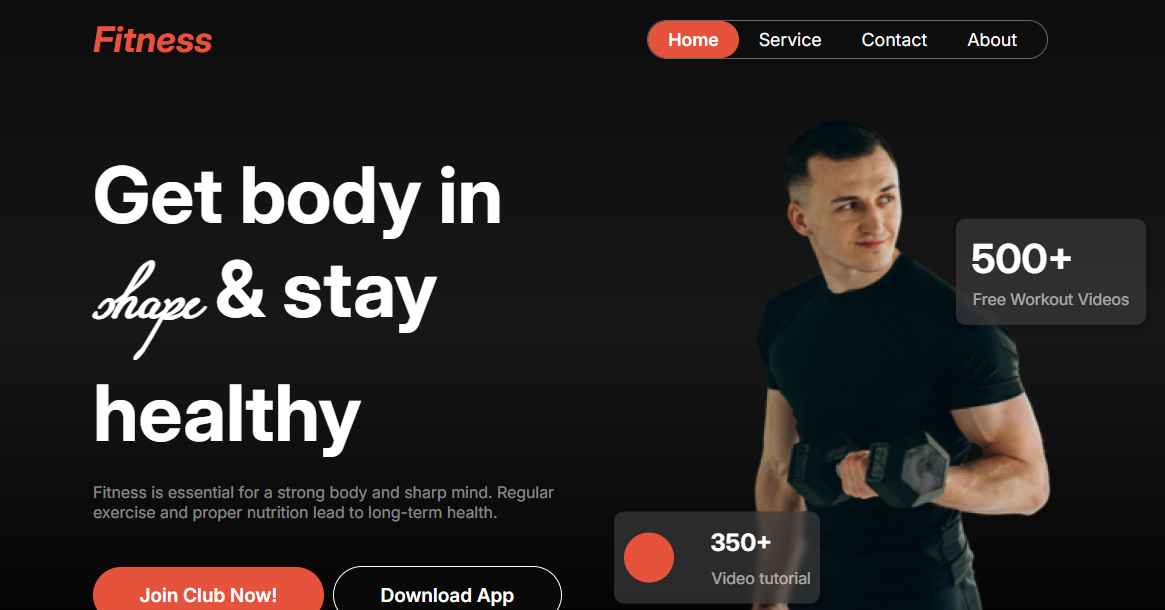 Fitness
Home Service Contact About
Get body in
shape & stay
healthy
500+
Free Workout Videos
Fitness is essential for a strong body and sharp mind. Regular
exercise and proper nutrition lead to long-term health.
350+
Video tutorial
Join Club Now! Download App